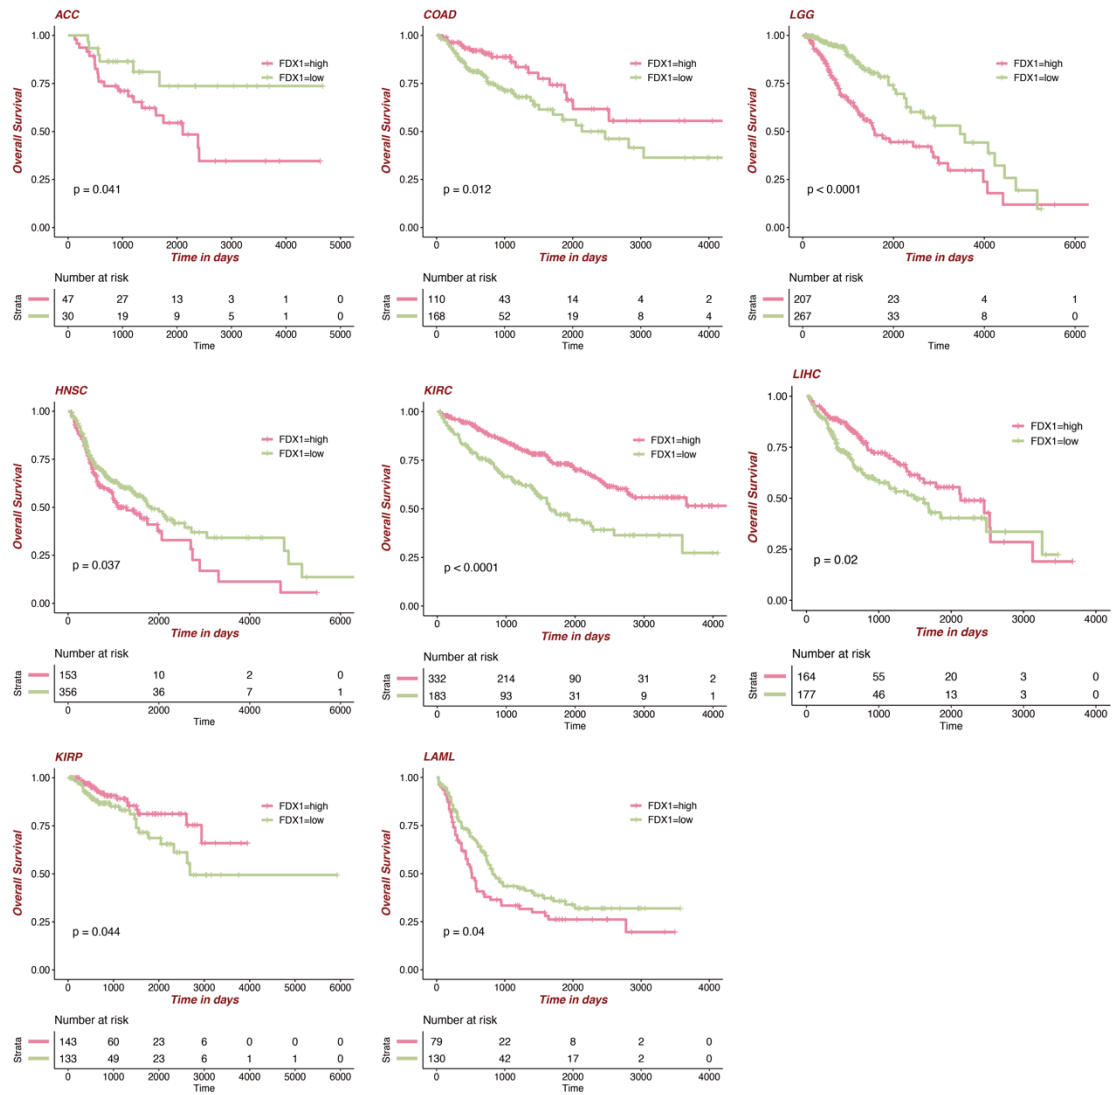 ACC
Overall Survival
1.00
0.75
0.50
0.25
0.00
FDX1=high
FDX1=low
p = 0.041
0 1000 2000 3000 4000 5000
Time in days
Number at risk
Strata
47 27 13 3 1 0
30 19 9 5 1 0
0 1000 2000 3000 4000 5000
Time
COAD
Overall Survival
1.00
0.75
0.50
0.25
0.00
FDX1=high
FDX1=low
p = 0.012
0 1000 2000 3000 4000
Time in days
Number at risk
Strata
110 43 14 4 2
168 52 19 8 4
0 1000 2000 3000 4000
Time
LGG
Overall Survival
1.00
0.75
0.50
0.25
0.00
FDX1=high
FDX1=low
p < 0.0001
0 2000 4000 6000
Time in days
Number at risk
Strata
207 23 4 1
267 33 8 0
0 2000 4000 6000
Time
HNSC
Overall Survival
1.00
0.75
0.50
0.25
0.00
FDX1=high
FDX1=low
p = 0.037
0 2000 4000 6000
Time in days
Number at risk
Strata
153 10 2 0
356 36 7 1
0 2000 4000 6000
Time
KIRC
Overall Survival
1.00
0.75
0.50
0.25
0.00
FDX1=high
FDX1=low
p < 0.0001
0 1000 2000 3000 4000
Time in days
Number at risk
Strata
332 214 90 31 2
183 93 31 9 1
0 1000 2000 3000 4000
Time
LIHC
Overall Survival
1.00
0.75
0.50
0.25
0.00
FDX1=high
FDX1=low
p = 0.02
0 1000 2000 3000 4000
Time in days
Number at risk
Strata
164 55 20 3 0
177 46 13 3 0
0 1000 2000 3000 4000
Time
KIRP
Overall Survival
1.00
0.75
0.50
0.25
0.00
FDX1=high
FDX1=low
p = 0.044
0 1000 2000 3000 4000 5000 6000
Time in days
Number at risk
Strata
143 60 23 6 0 0 0
133 49 23 6 1 1 0
0 1000 2000 3000 4000 5000 6000
Time
LAML
Overall Survival
1.00
0.75
0.50
0.25
0.00
FDX1=high
FDX1=low
p = 0.04
0 1000 2000 3000 4000
Time in days
Number at risk
Strata
79 22 8 2 0
130 42 17 2 0
0 1000 2000 3000 4000
Time